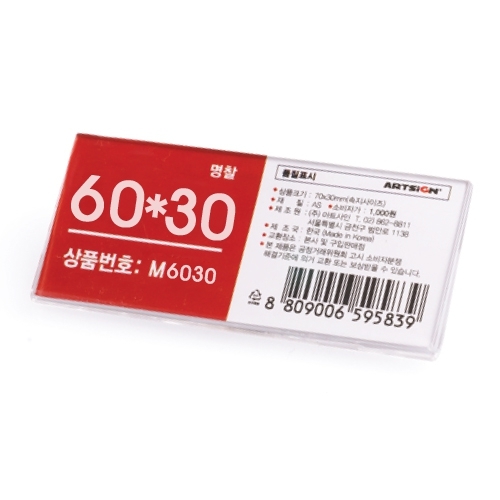 명찰
60*30
상품번호: M6030
품질표시
ARTSIGN
• 상품크기 : 70x30mm(속지사이즈)
• 재 질 : AS • 소비자가 : 1,000원
• 제 조 원 : (주) 아트사인 T. 02) 862-8811
서울특별시 금천구 범안로 1138
• 제 조 국 : 한국 (Made in Korea)
• 교환장소 : 본사 및 구입판매점
• 본 제품은 공정거래위원회 고시 소비자분쟁
해결기준에 의거 교환 또는 보상받을 수 있습니다.
8 809006 595839